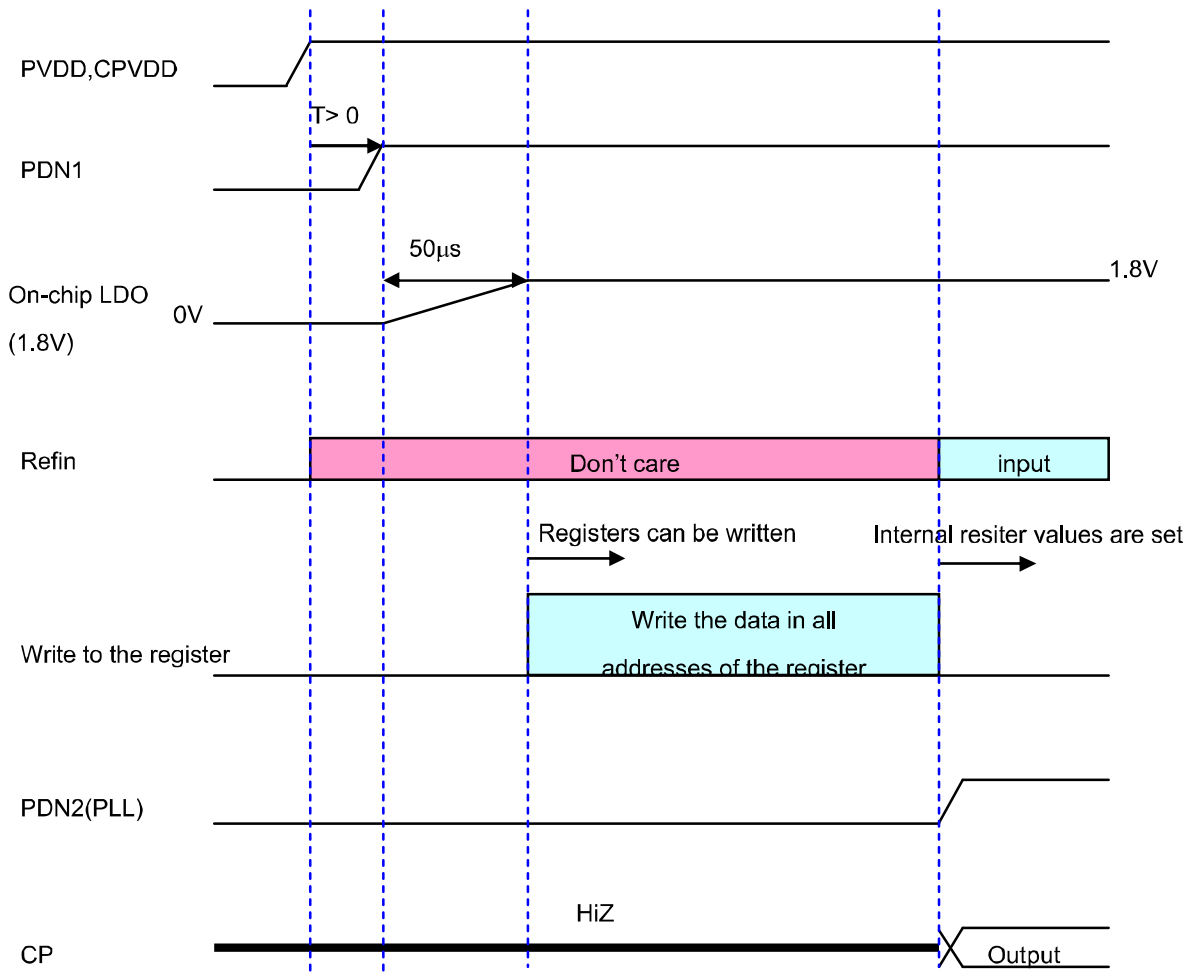 PVDD,CPVDD
T> 0
PDN1
50μs
1.8V
On-chip LDO
0V
(1.8V)
Refin
Don't care
input
Registers can be written
Internal resiter values are set
Write the data in all
Write to the register
addresses of the register
PDN2(PLL)
HiZ
CP
Output